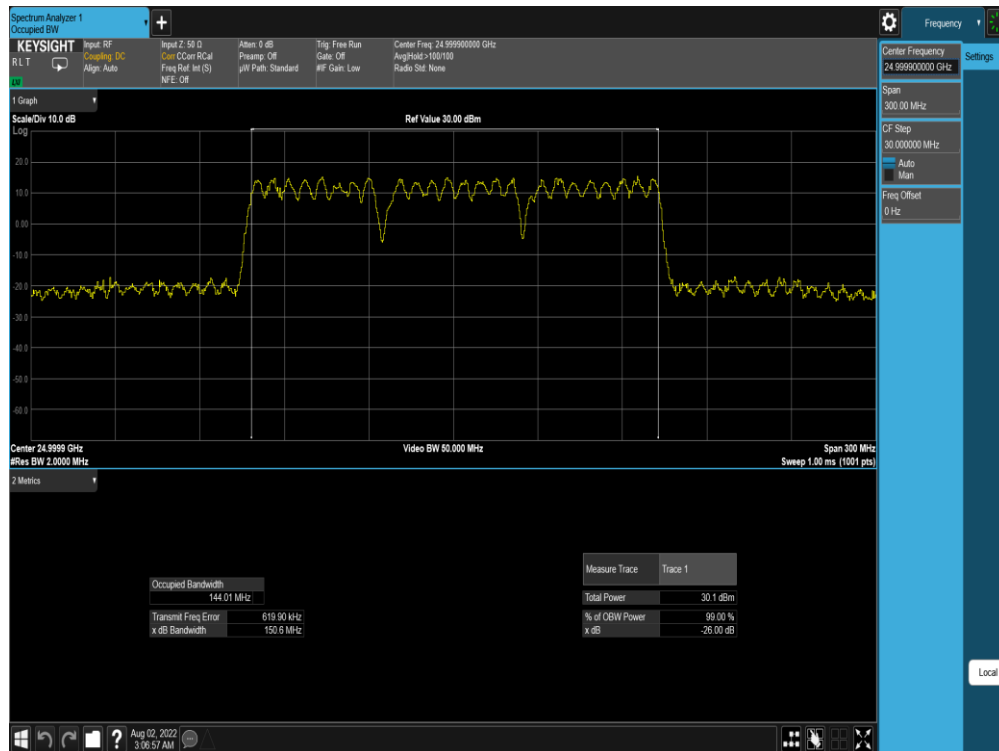 Spectrum Analyzer 1
Occupied BW
Frequency
KEYSIGHT
R L T
Input: RF
Coupling: DC
Align: Auto
Input Z: 50 Ω
Corr CCorr RCal
Freq Ref: Int (S)
NFE: Off
Atten: 0 dB
Preamp: Off
µW Path: Standard
Trig: Free Run
Gate: Off
#IF Gain: Low
Center Freq: 24.999900000 GHz
Avg|Hold:>100/100
Radio Std: None
Center Frequency
24.999900000 GHz
Settings
Span
300.00 MHz
CF Step
30.000000 MHz
Auto
Man
Freq Offset
0 Hz
1 Graph
Scale/Div 10.0 dB
Ref Value 30.00 dBm
Log
20.0
10.0
0.00
-10.0
-20.0
-30.0
-40.0
-50.0
-60.0
Center 24.9999 GHz
Video BW 50.000 MHz
Span 300 MHz
#Res BW 2.0000 MHz
Sweep 1.00 ms (1001 pts)
2 Metrics
Occupied Bandwidth
144.01 MHz
Transmit Freq Error 619.90 kHz
x dB Bandwidth 150.6 MHz
Measure Trace Trace 1
Total Power 30.1 dBm
% of OBW Power 99.00 %
x dB -26.00 dB
Local
Aug 02, 2022
3:06:57 AM